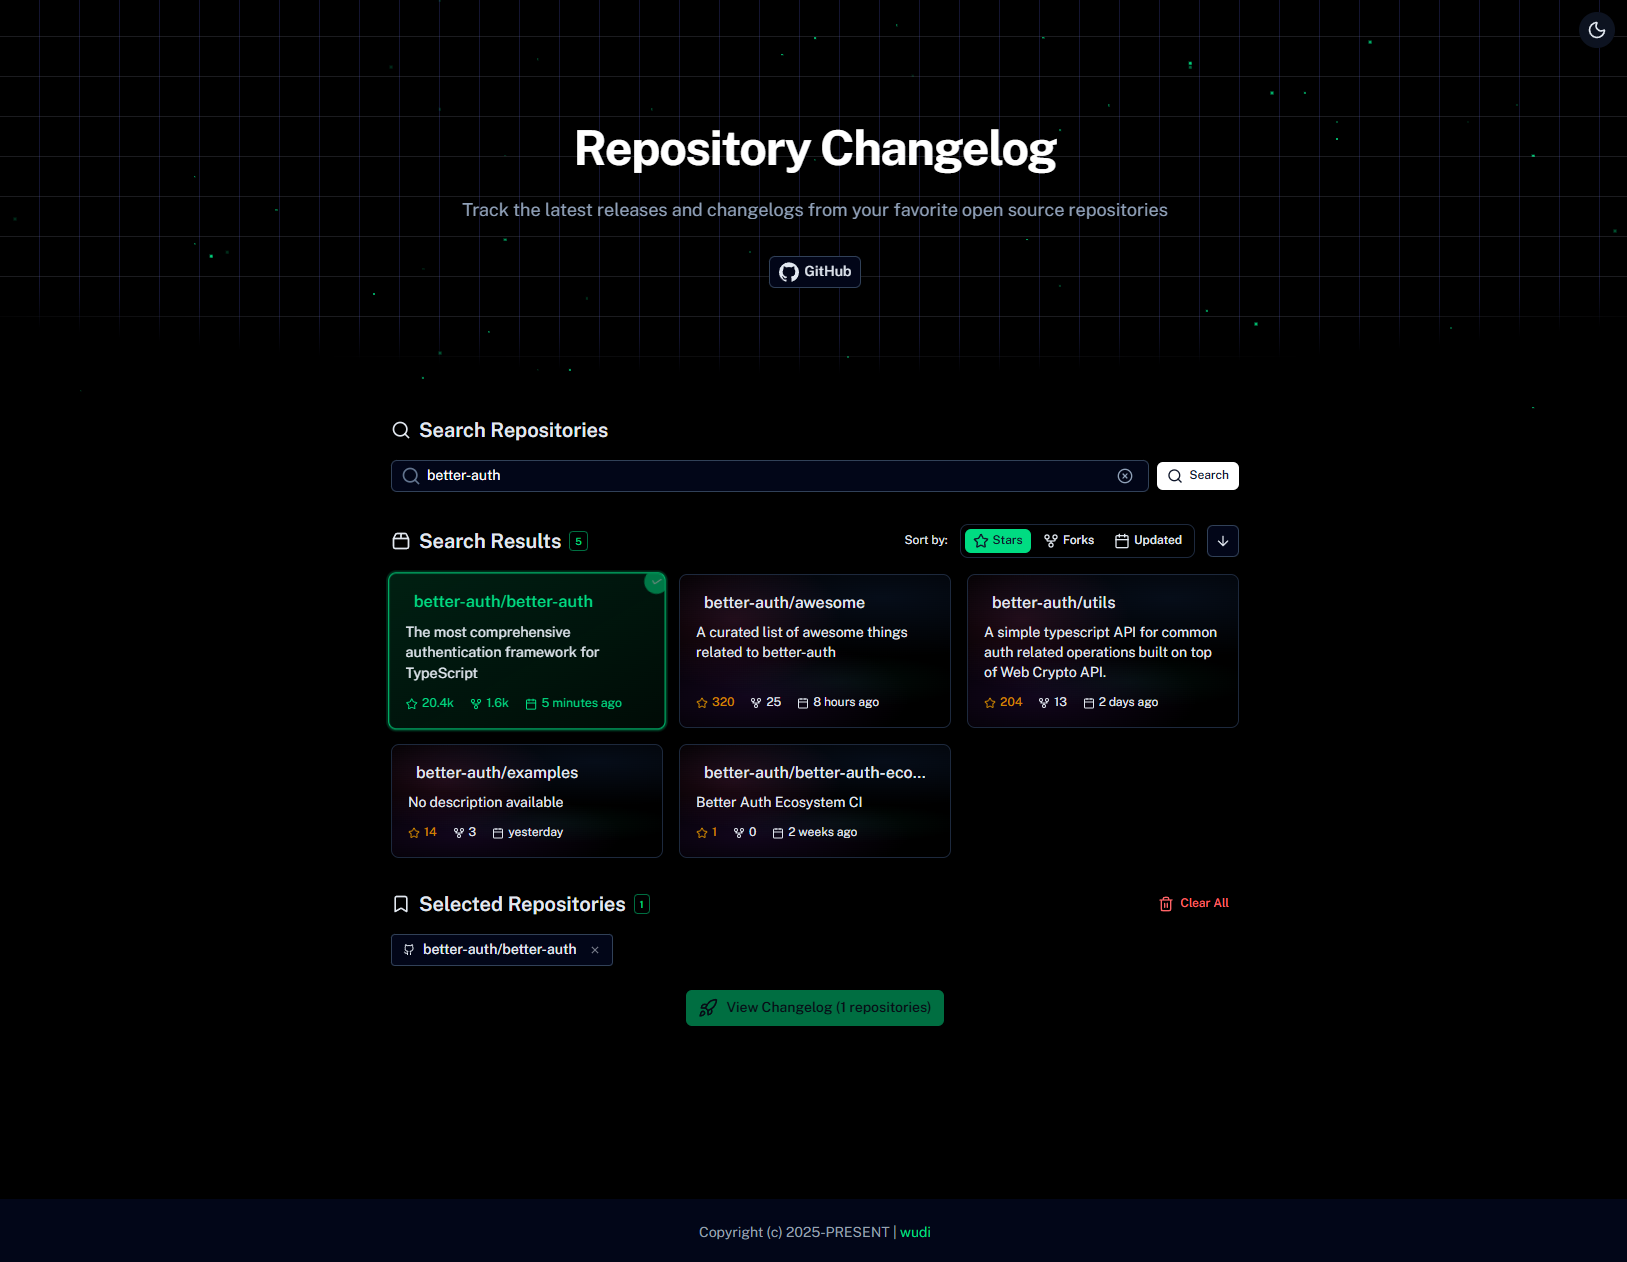 Repository Changelog
Track the latest releases and changelogs from your favorite open source repositories
GitHub
Search Repositories
better-auth
Search
Search Results 5
Sort by: Stars Forks Updated
better-auth/better-auth
The most comprehensive
authentication framework for
TypeScript
20.4k 1.6k 5 minutes ago
better-auth/awesome
A curated list of awesome things
related to better-auth
320 25 8 hours ago
better-auth/utils
A simple typescript API for common
auth related operations built on top
of Web Crypto API.
204 13 2 days ago
better-auth/examples
No description available
14 3 yesterday
better-auth/better-auth-eco...
Better Auth Ecosystem CI
1 0 2 weeks ago
Selected Repositories 1
Clear All
better-auth/better-auth
View Changelog (1 repositories)
Copyright (c) 2025-PRESENT | wudi